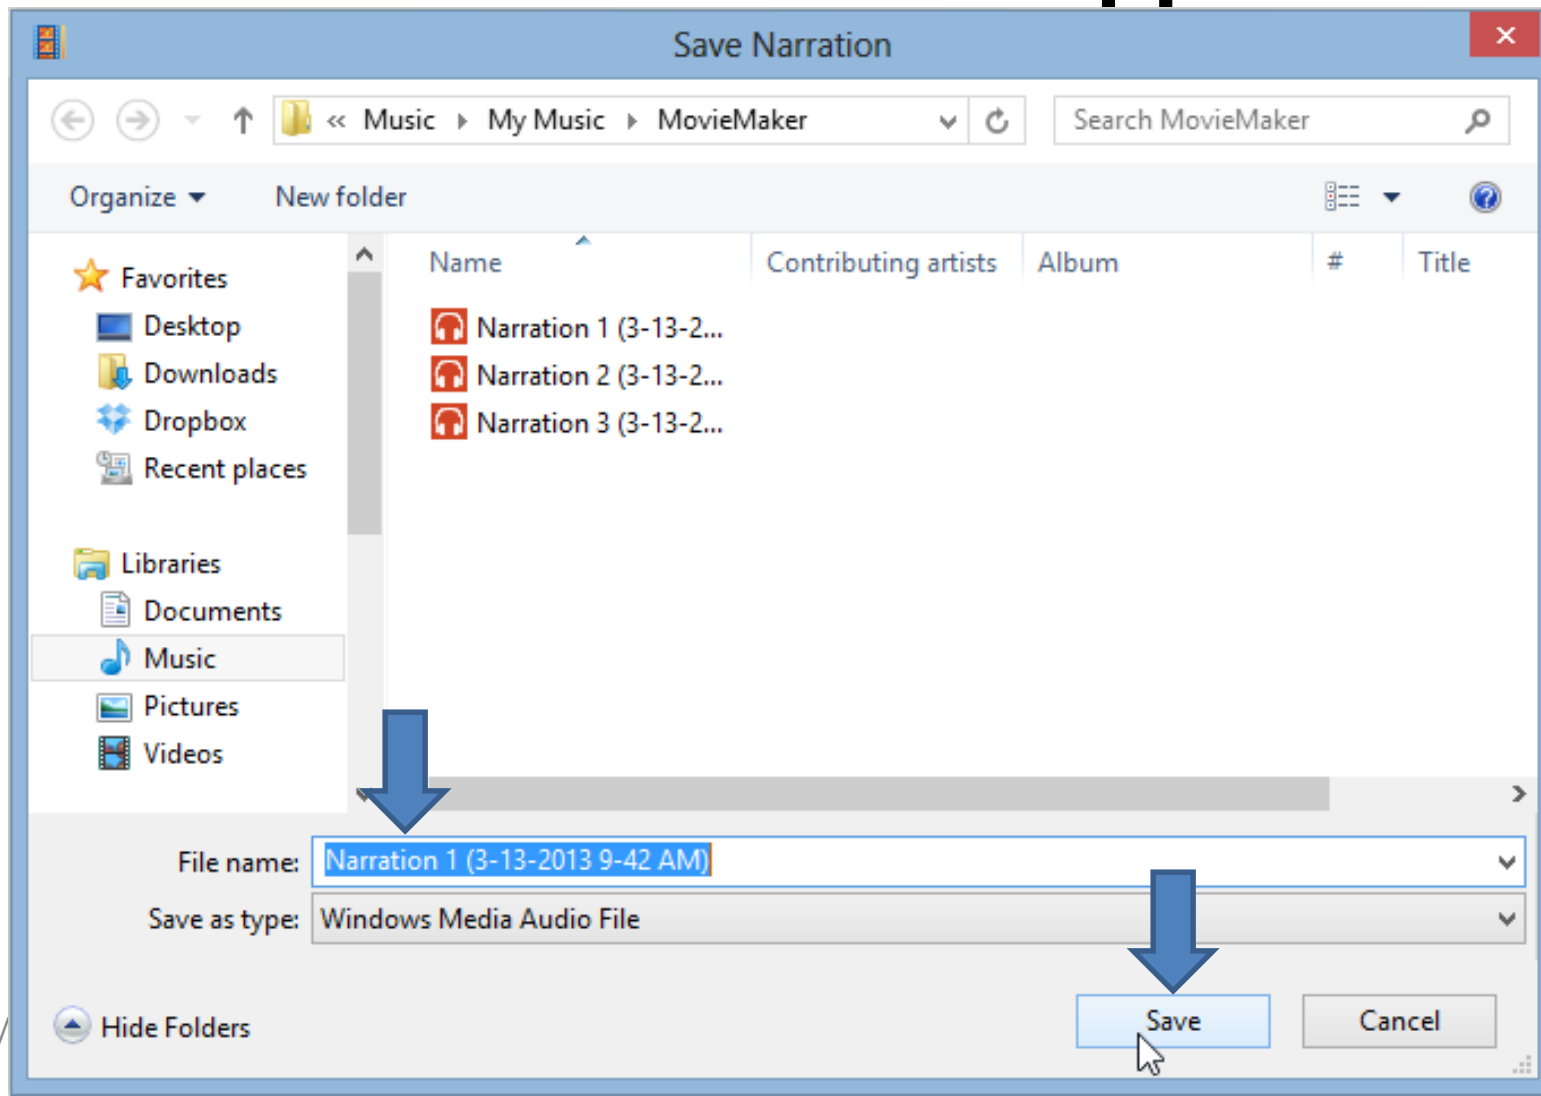 Save Narration
« Music My Music MovieMaker
Search MovieMaker
Organize New folder
Name Contributing artists Album # Title
Favorites
Desktop
Downloads
Dropbox
Recent places
Libraries
Documents
Music
Pictures
Videos
Narration 1 (3-13-2...
Narration 2 (3-13-2...
Narration 3 (3-13-2...
File name: Narration 1 (3-13-2013 9-42 AM)
Save as type: Windows Media Audio File
Hide Folders
Save Cancel